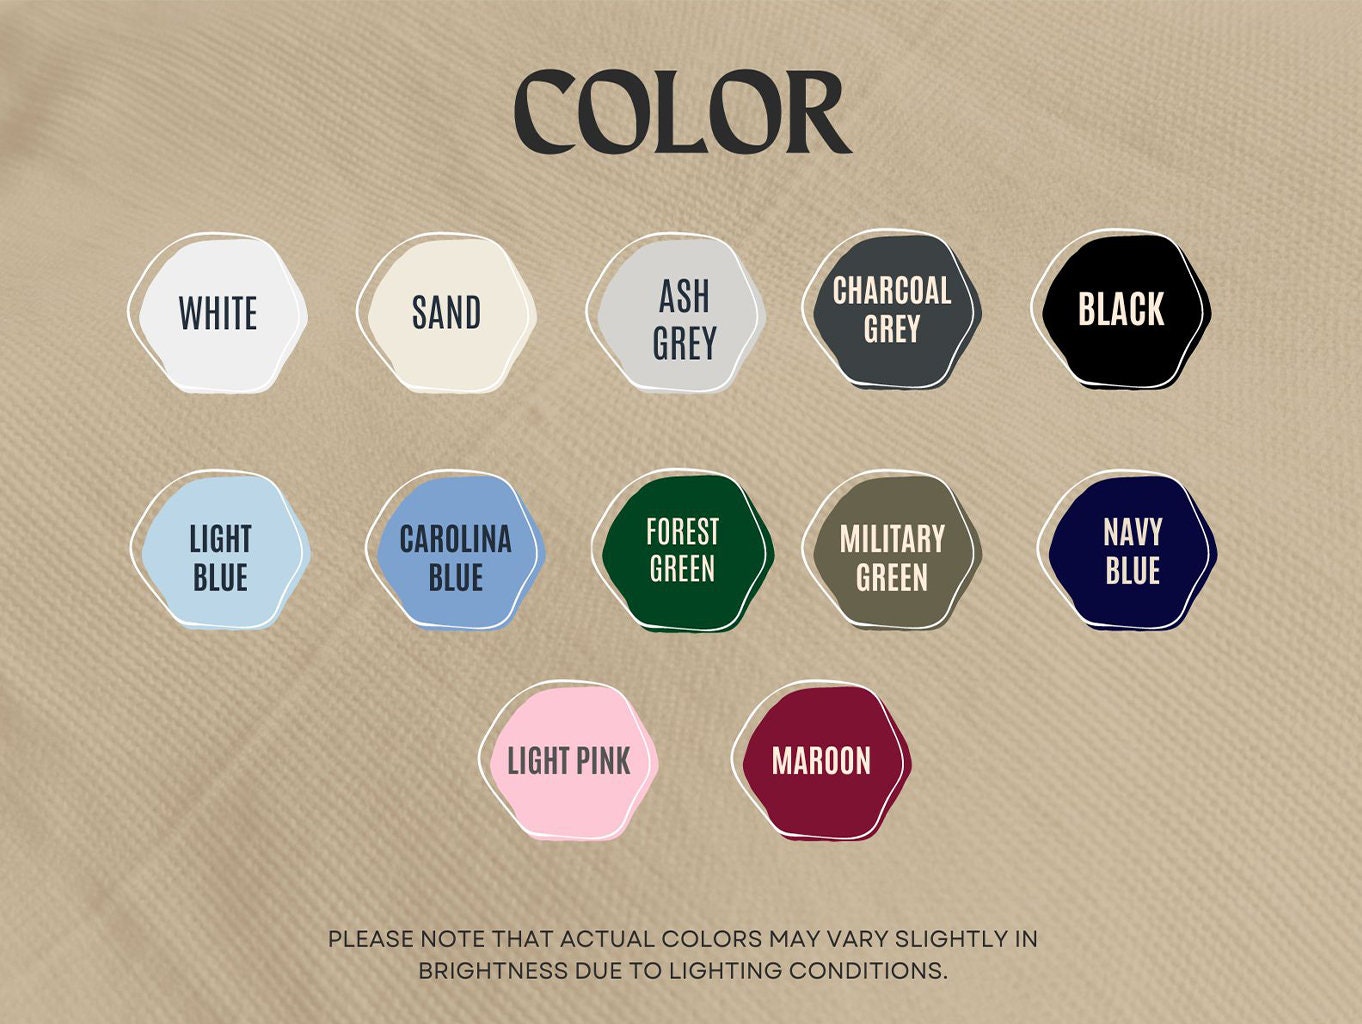 COLOR
WHITE
SAND
ASH
GREY
CHARCOAL
GREY
BLACK
LIGHT
BLUE
CAROLINA
BLUE
FOREST
GREEN
MILITARY
GREEN
NAVY
BLUE
LIGHT PINK
MAROON
PLEASE NOTE THAT ACTUAL COLORS MAY VARY SLIGHTLY IN
BRIGHTNESS DUE TO LIGHTING CONDITIONS.